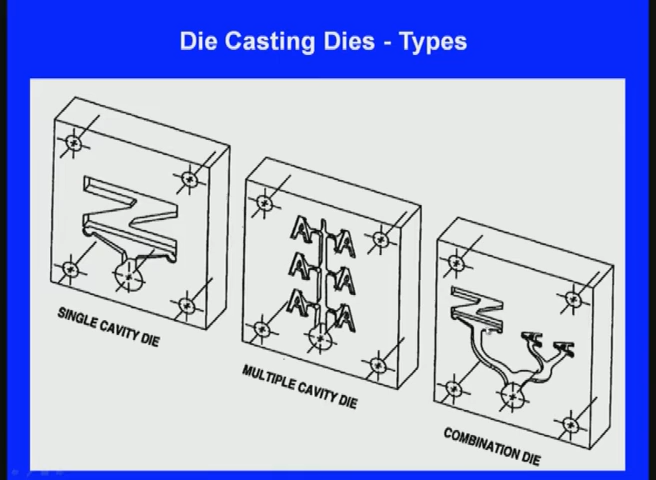 Die Casting Dies - Types
SINGLE CAVITY DIE
MULTIPLE CAVITY DIE
COMBINATION DIE